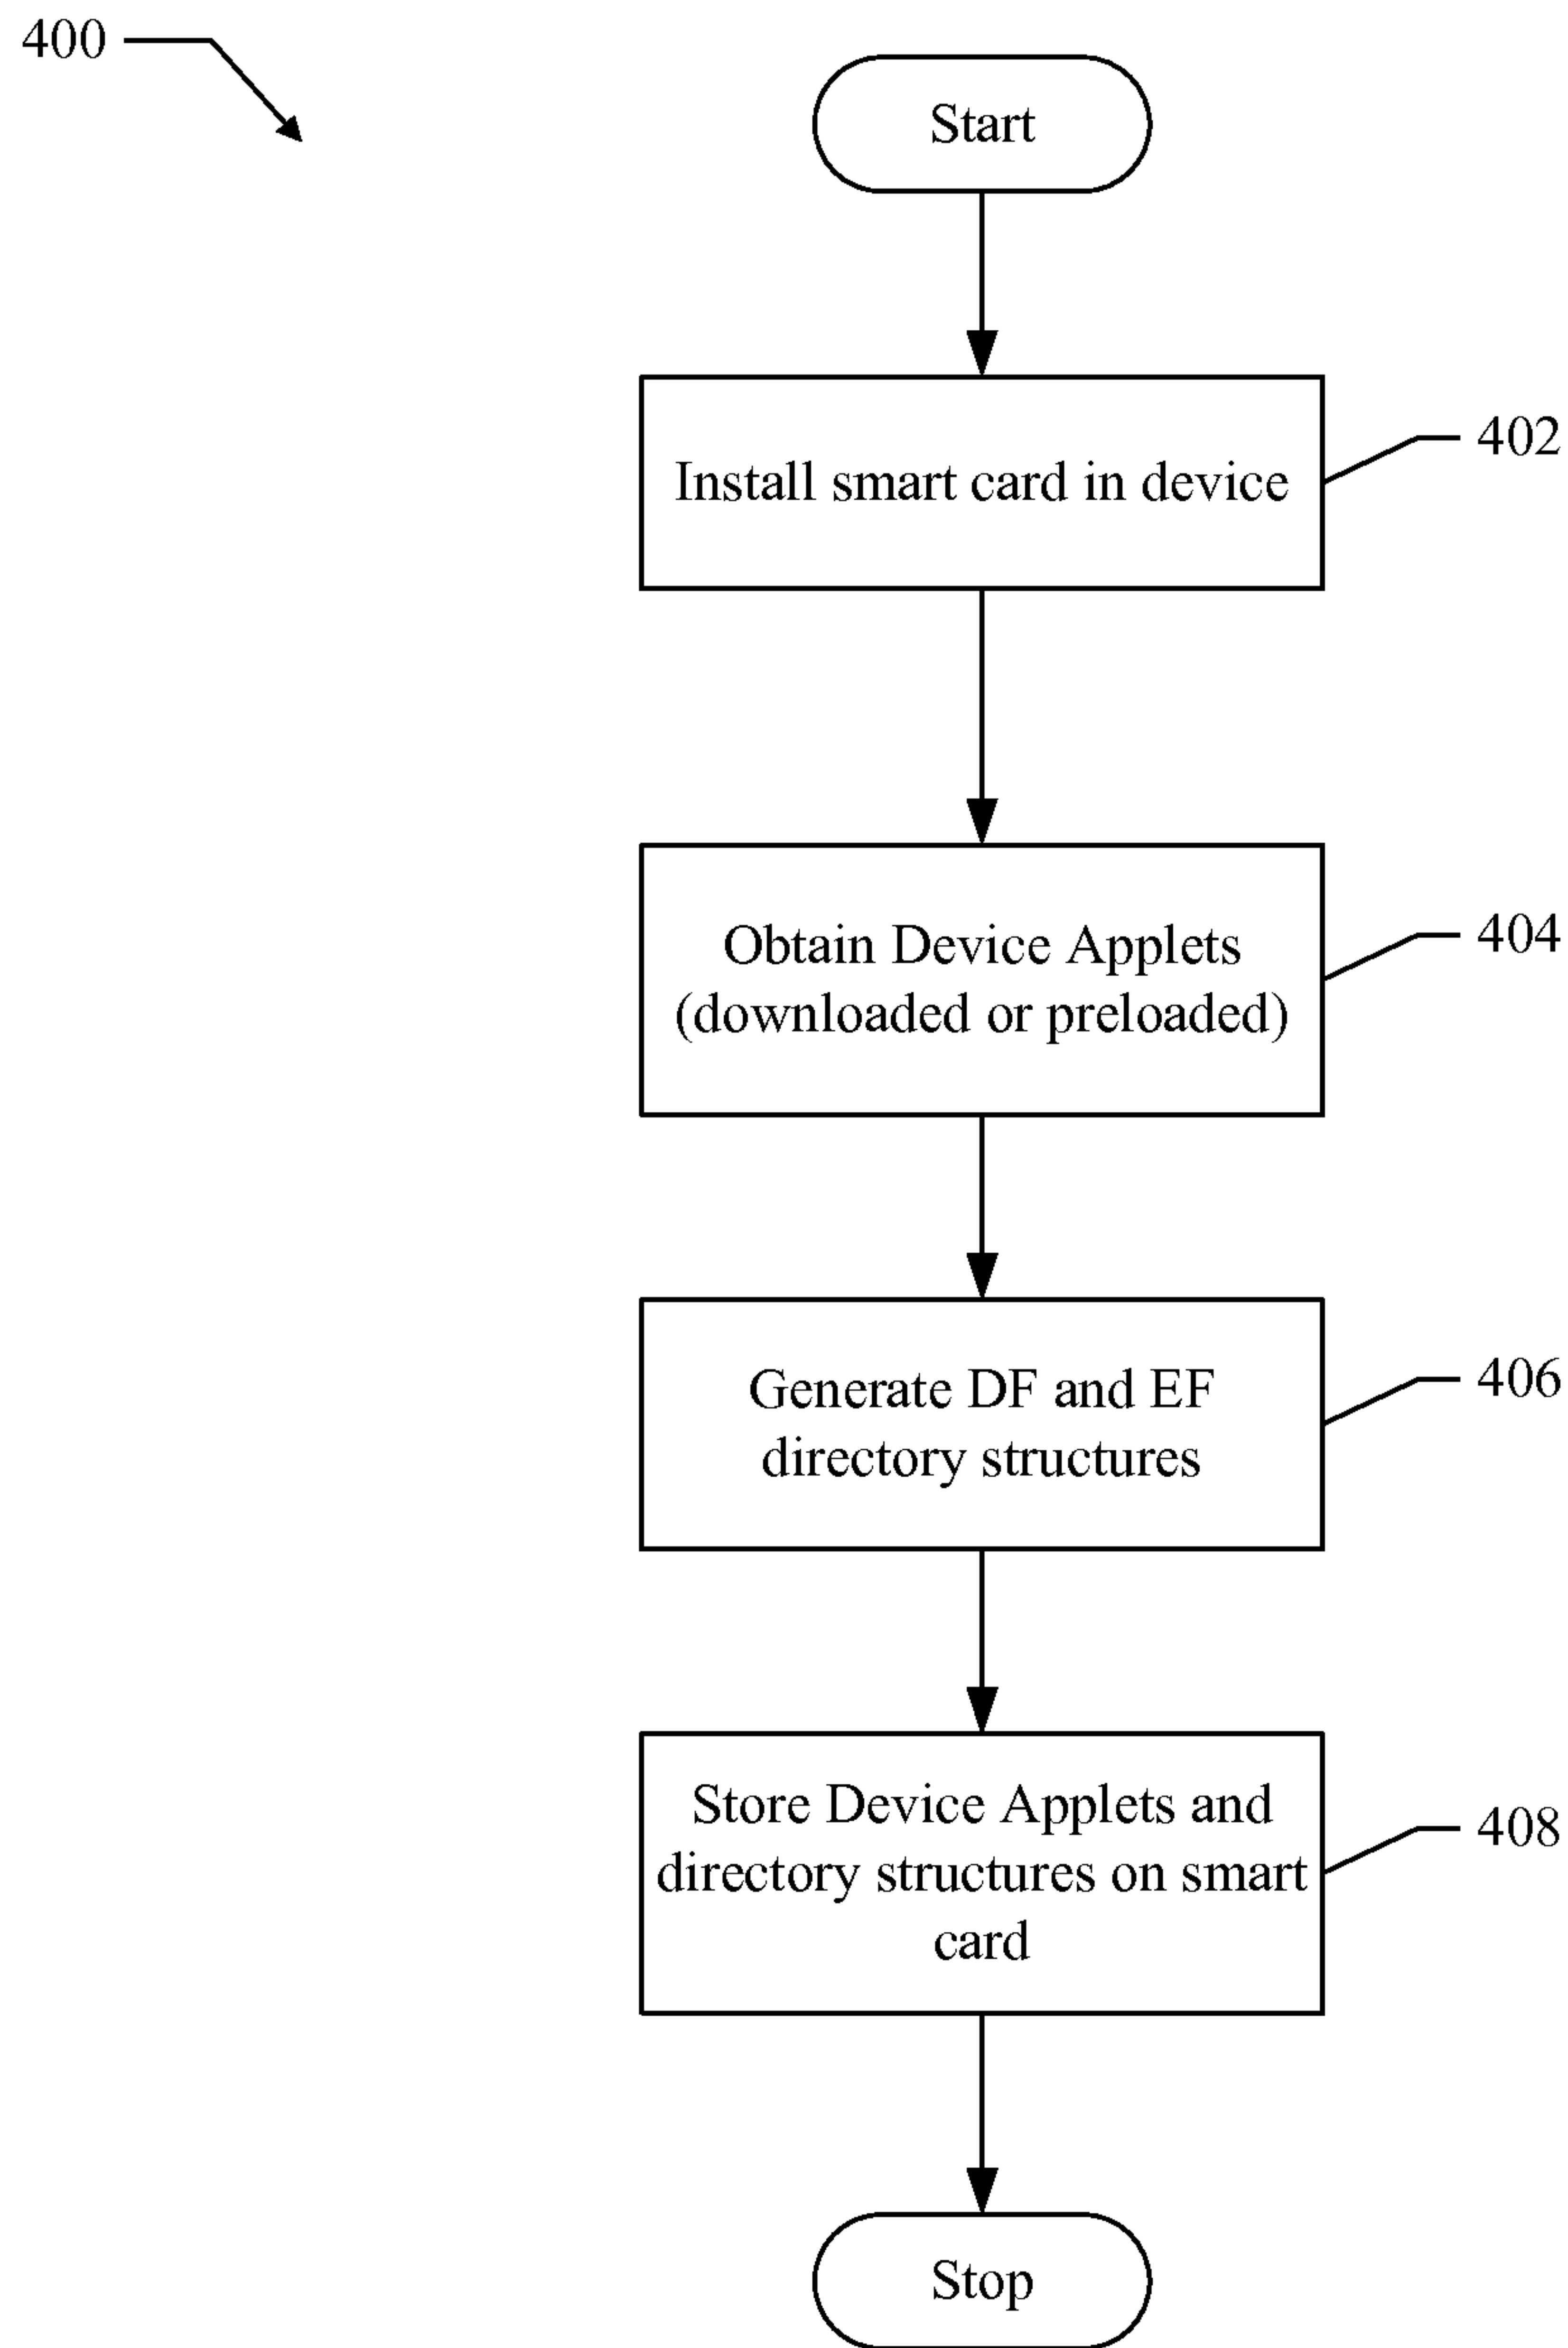 400
Start
Install smart card in device
402
Obtain Device Applets
(downloaded or preloaded)
404
Generate DF and EF
directory structures
406
Store Device Applets and
directory structures on smart
card
408
Stop